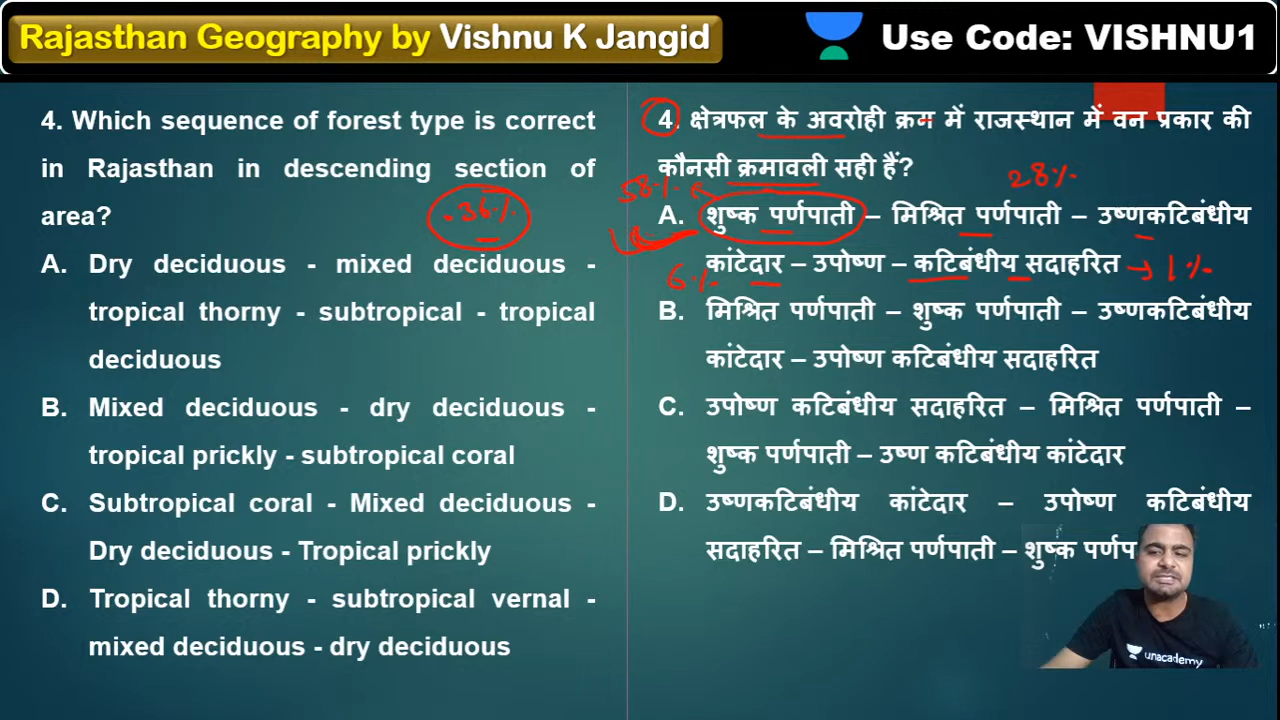 Rajasthan Geography by Vishnu K Jangid
Use Code: VISHNU1
4. Which sequence of forest type is correct
in Rajasthan in descending section of
area?
.36%
A. Dry deciduous - mixed deciduous -
tropical thorny - subtropical - tropical
deciduous
B. Mixed deciduous - dry deciduous -
tropical prickly - subtropical coral
C. Subtropical coral - Mixed deciduous -
Dry deciduous - Tropical prickly
D. Tropical thorny - subtropical vernal -
mixed deciduous - dry deciduous
4. क्षेत्रफल के अवरोही क्रम में राजस्थान में वन प्रकार की
कौनसी क्रमावली सही हैं?
58%
28%
A. शुष्क पर्णपाती – मिश्रित पर्णपाती – उष्णकटिबंधीय
कांटेदार – उपोष्ण – कटिबंधीय सदाहरित → 1%
6%
B. मिश्रित पर्णपाती – शुष्क पर्णपाती – उष्णकटिबंधीय
कांटेदार – उपोष्ण कटिबंधीय सदाहरित
C. उपोष्ण कटिबंधीय सदाहरित – मिश्रित पर्णपाती –
शुष्क पर्णपाती – उष्ण कटिबंधीय कांटेदार
D. उष्णकटिबंधीय कांटेदार – उपोष्ण कटिबंधीय
सदाहरित – मिश्रित पर्णपाती – शुष्क पर्णप
unacademy